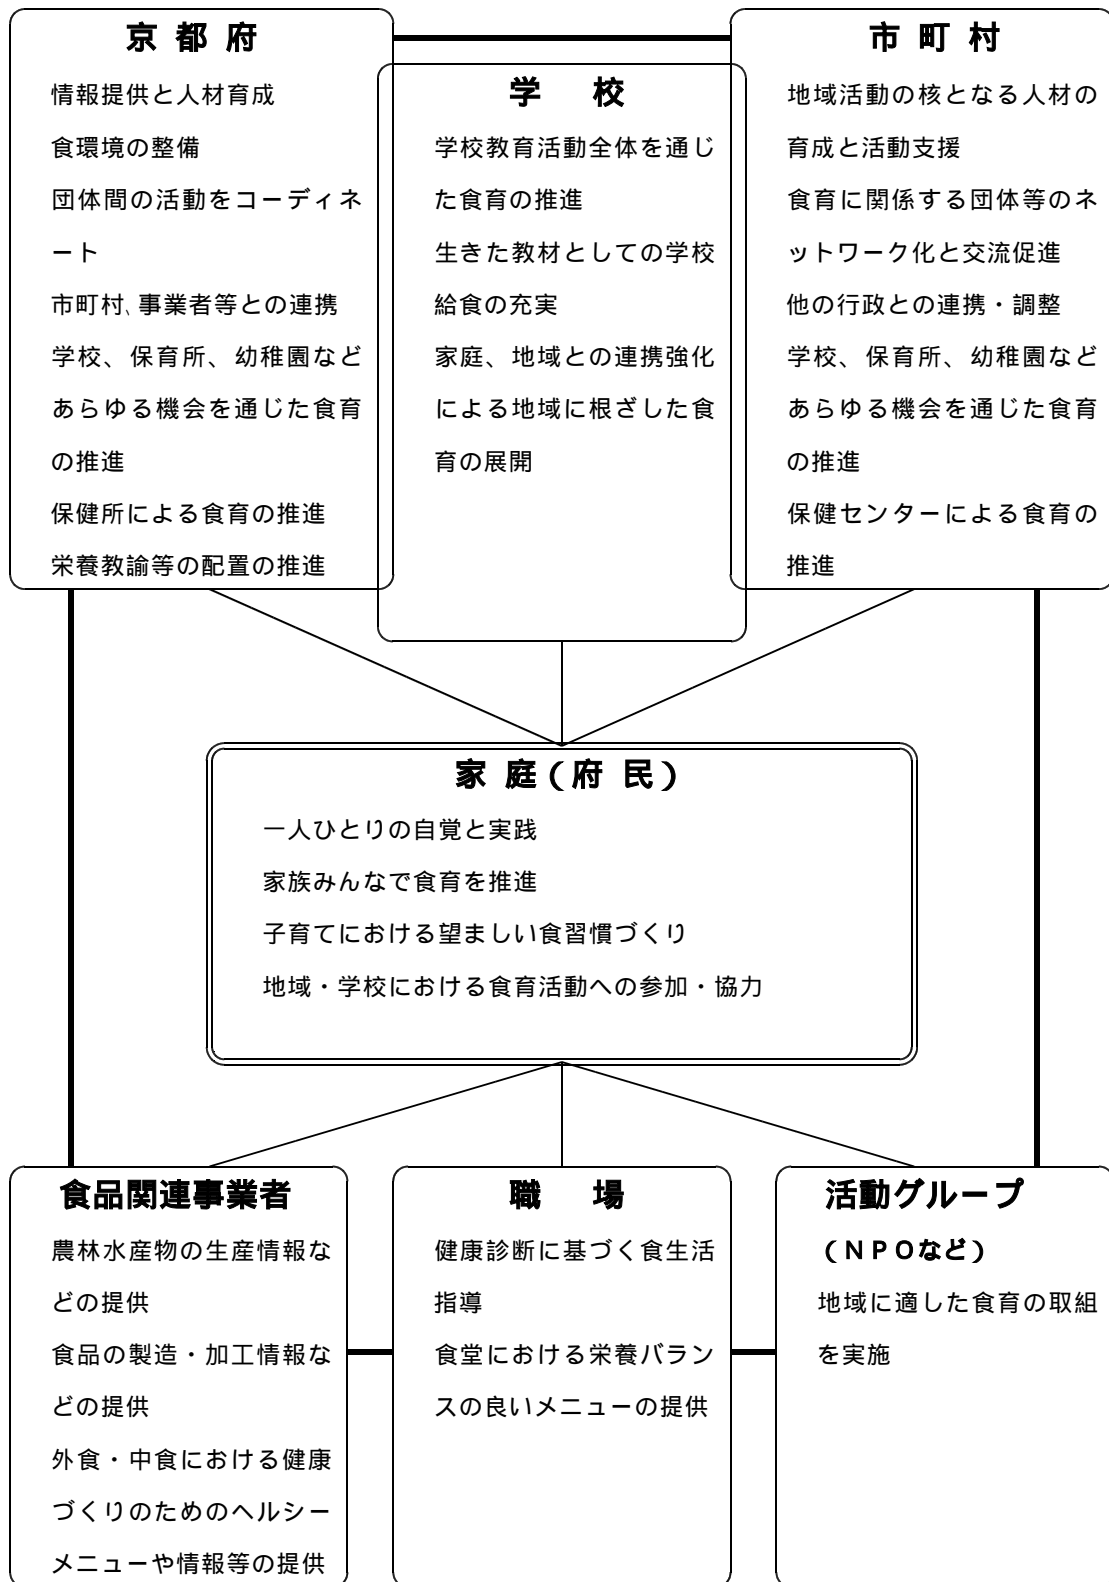 京 都 府
情報提供と人材育成
食環境の整備
団体間の活動をコーディネ
ート
市町村、事業者等との連携
学校、保育所、幼稚園など
あらゆる機会を通じた食育
の推進
保健所による食育の推進
栄養教諭等の配置の推進
学 校
学校教育活動全体を通じ
た食育の推進
生きた教材としての学校
給食の充実
家庭、地域との連携強化
による地域に根ざした食
育の展開
市 町 村
地域活動の核となる人材の
育成と活動支援
食育に関係する団体等のネ
ットワーク化と交流促進
他の行政との連携・調整
学校、保育所、幼稚園など
あらゆる機会を通じた食育
の推進
保健センターによる食育の
推進
家 庭(府 民)
一人ひとりの自覚と実践
家族みんなで食育を推進
子育てにおける望ましい食習慣づくり
地域・学校における食育活動への参加・協力
食品関連事業者
農林水産物の生産情報な
どの提供
食品の製造・加工情報な
どの提供
外食・中食における健康
づくりのためのヘルシー
メニューや情報等の提供
職 場
健康診断に基づく食生活
指導
食堂における栄養バラン
スの良いメニューの提供
活動グループ
(NPOなど)
地域に適した食育の取組
を実施